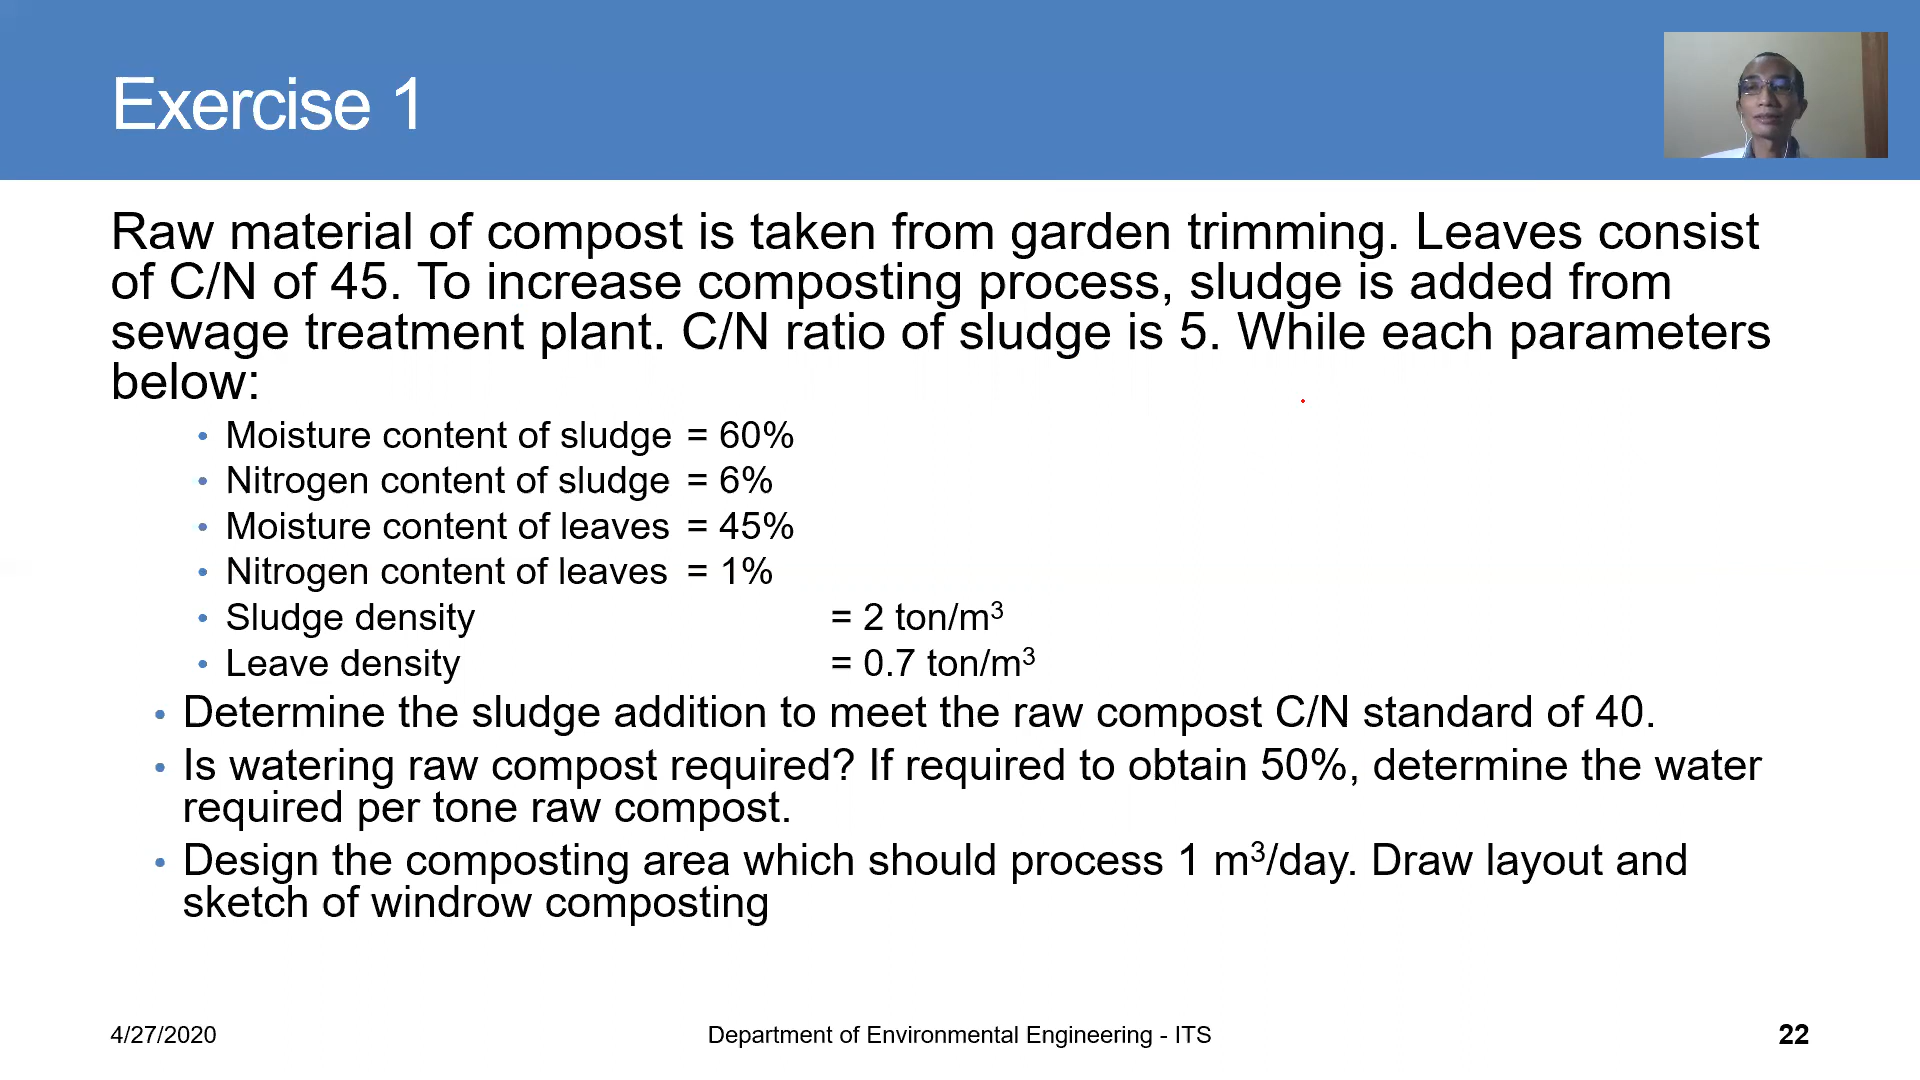 Exercise 1
Raw material of compost is taken from garden trimming. Leaves consist
of C/N of 45. To increase composting process, sludge is added from
sewage treatment plant. C/N ratio of sludge is 5. While each parameters
below:
• Moisture content of sludge = 60%
• Nitrogen content of sludge = 6%
• Moisture content of leaves = 45%
• Nitrogen content of leaves = 1%
• Sludge density = 2 ton/m³
• Leave density = 0.7 ton/m³
• Determine the sludge addition to meet the raw compost C/N standard of 40.
• Is watering raw compost required? If required to obtain 50%, determine the water
required per tone raw compost.
• Design the composting area which should process 1 m³/day. Draw layout and
sketch of windrow composting
4/27/2020 Department of Environmental Engineering - ITS 22